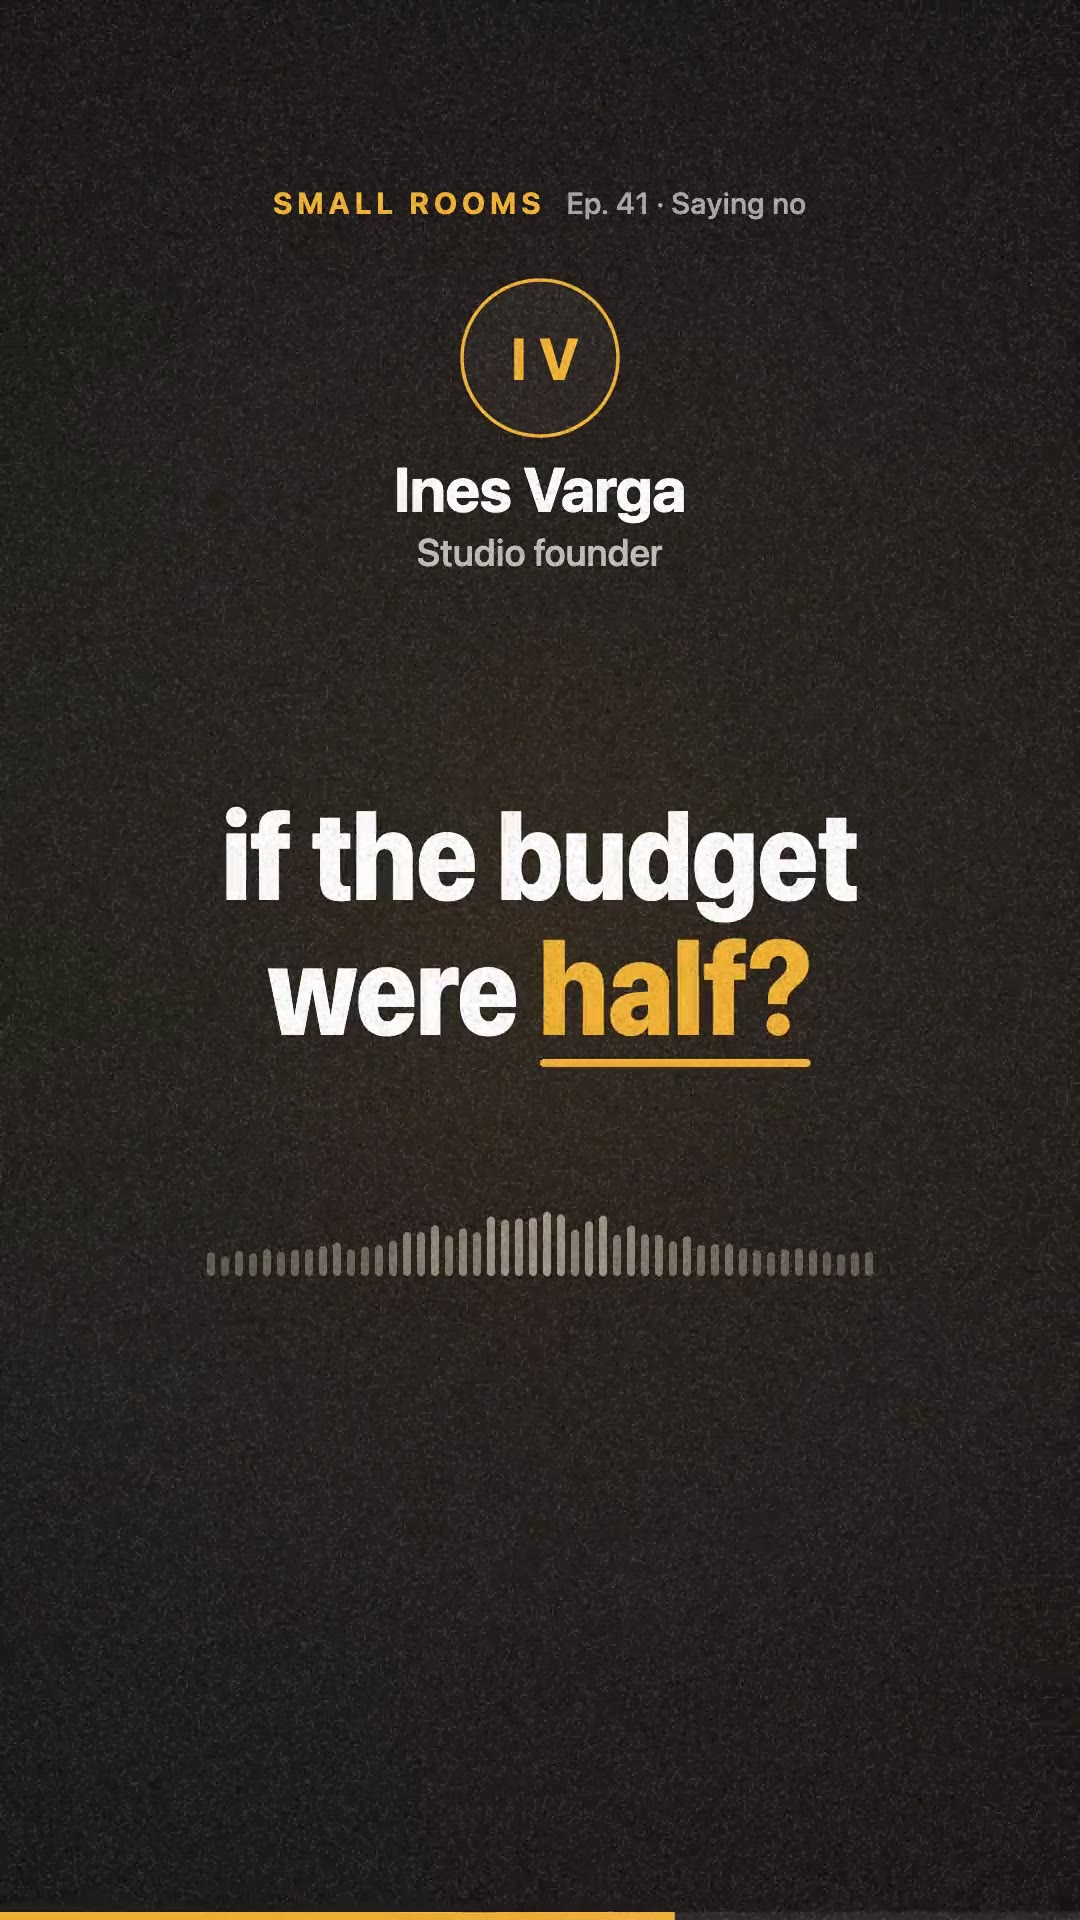 SMALL ROOMS Ep. 41 · Saying no
IV
Ines Varga
Studio founder
if the budget
were half?